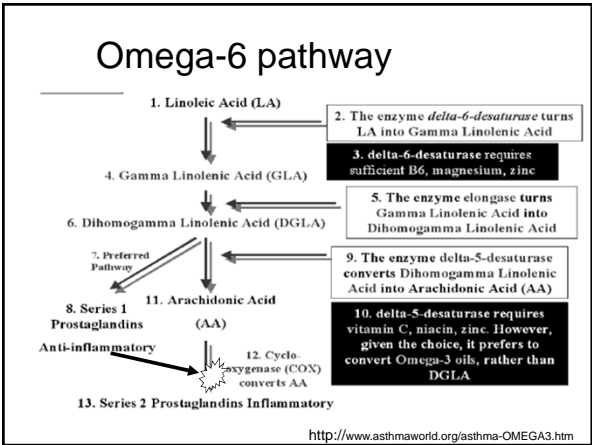 Omega-6 pathway
1. Linoleic Acid (LA)
2. The enzyme delta-6-desaturase turns
LA into Gamma Linolenic Acid
3. delta-6-desaturase requires
sufficient B6, magnesium, zinc
4. Gamma Linolenic Acid (GLA)
5. The enzyme elongase turns
Gamma Linolenic Acid into
Dihomogamma Linolenic Acid
6. Dihomogamma Linolenic Acid (DGLA)
7. Preferred
Pathway
8. Series 1
Prostaglandins
Anti-inflammatory
9. The enzyme delta-5-desaturase
converts Dihomogamma Linolenic
Acid into Arachidonic Acid (AA)
10. delta-5-desaturase requires
vitamin C, niacin, zinc. However,
given the choice, it prefers to
convert Omega-3 oils, rather than
DGLA
11. Arachidonic Acid
(AA)
12. Cyclo-
oxygenase (COX)
converts AA
13. Series 2 Prostaglandins Inflammatory
http://www.asthmaworld.org/asthma-OMEGA3.htm